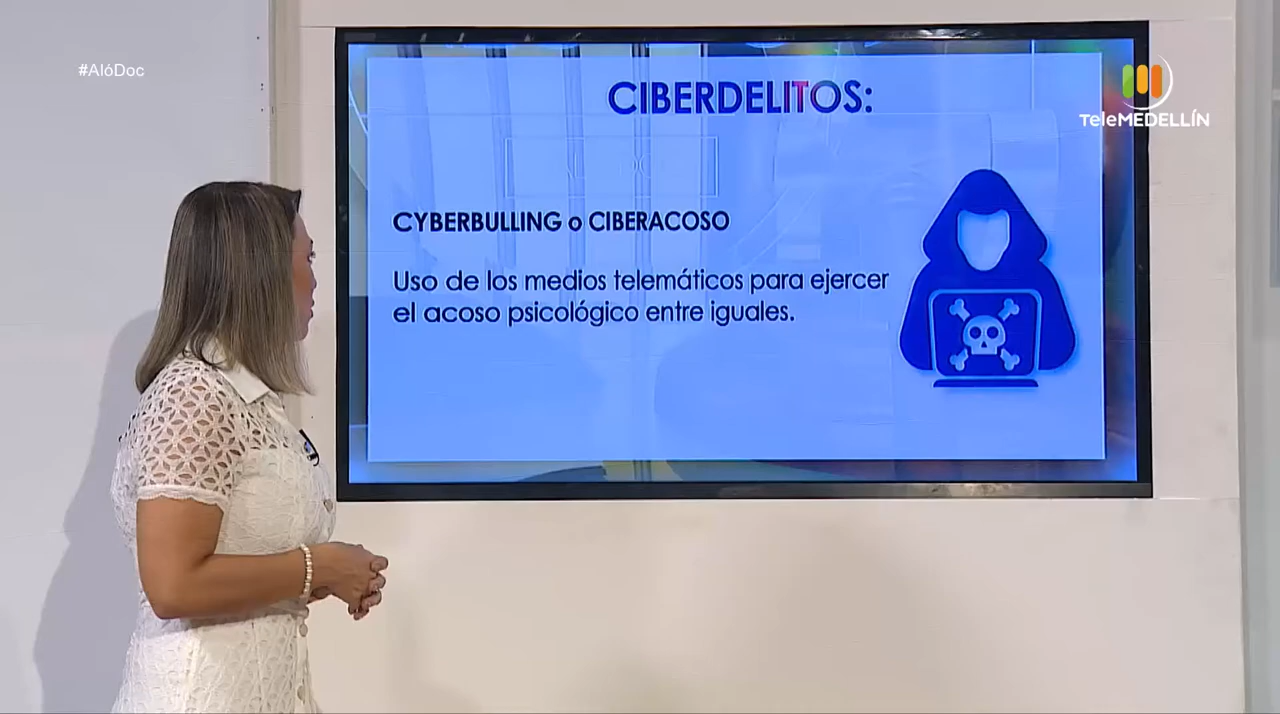 #AlóDoc
CIBERDELITOS:
TeleMEDELLÍN
CYBERBULLING o CIBERACOSO
Uso de los medios telemáticos para ejercer
el acoso psicológico entre iguales.